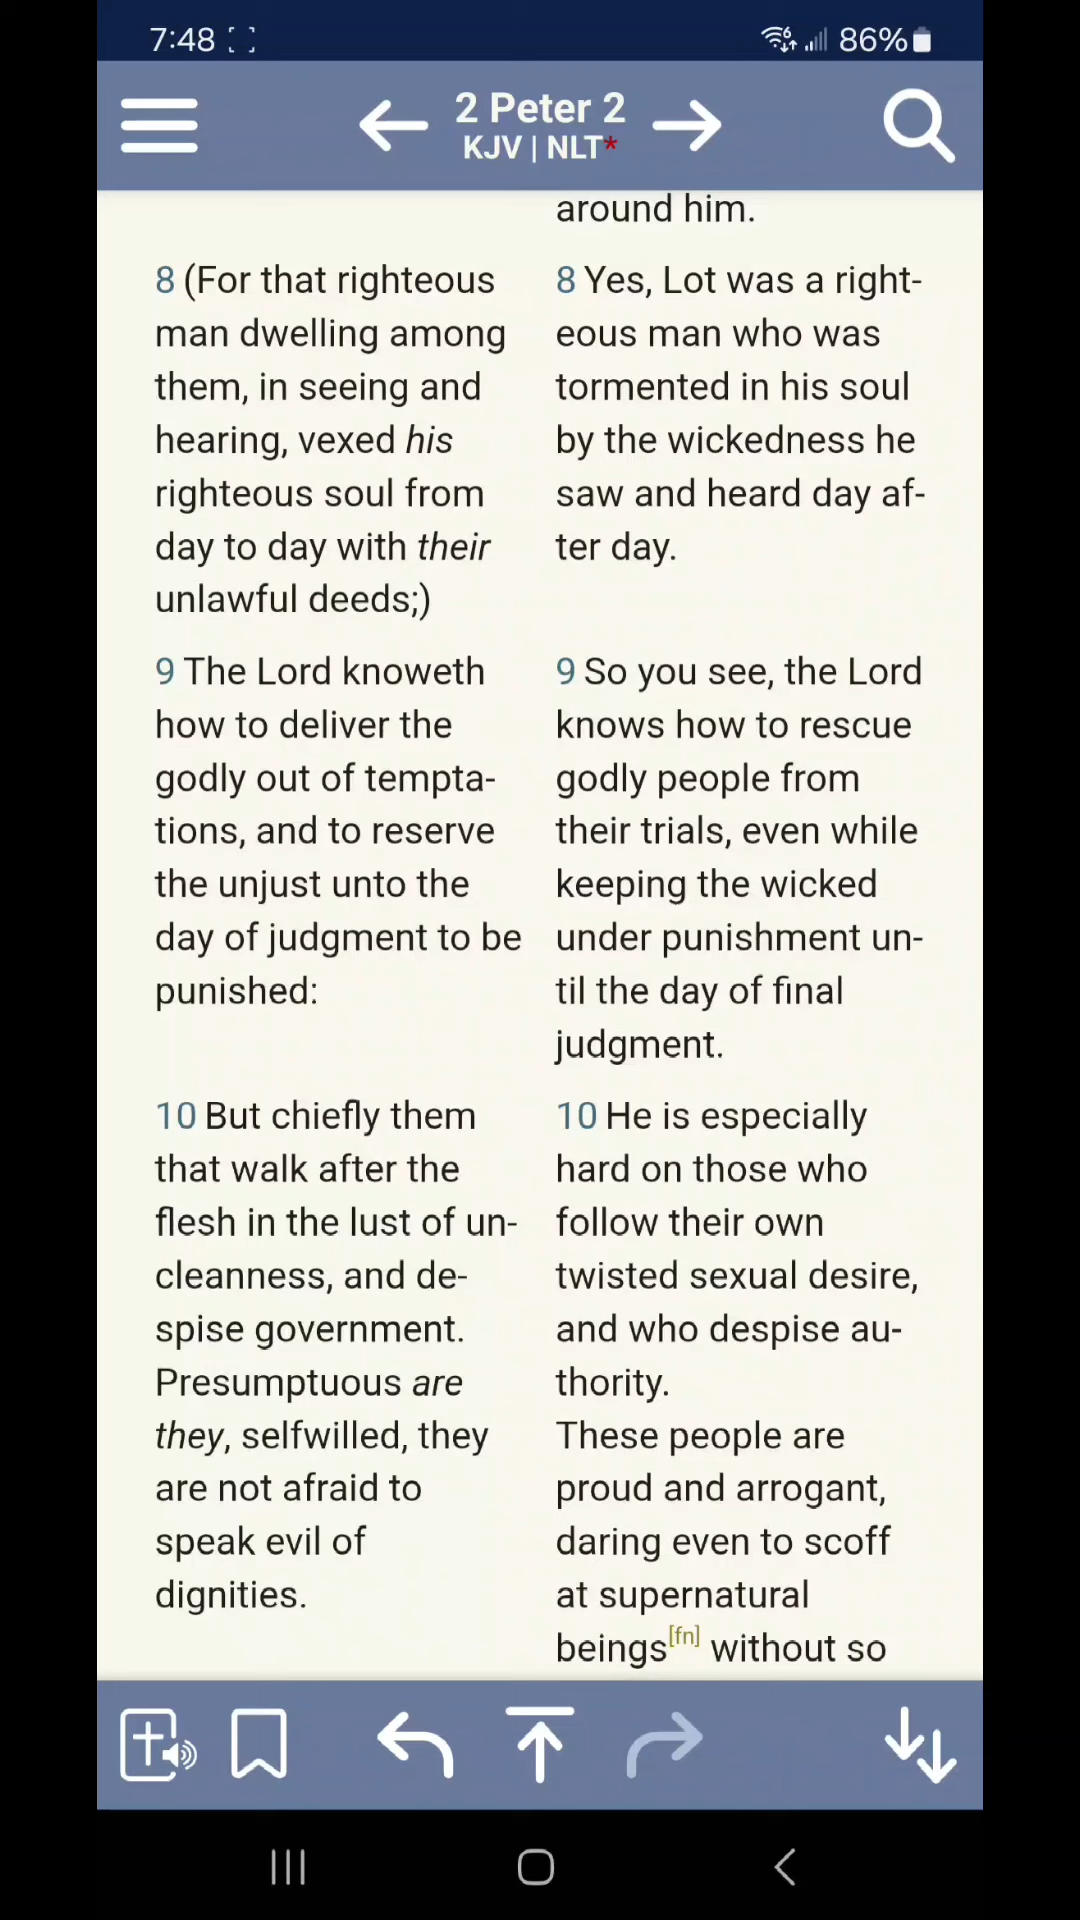 7:48
86%
2 Peter 2
KJV | NLT*
around him.
8 (For that righteous
man dwelling among
them, in seeing and
hearing, vexed his
righteous soul from
day to day with their
unlawful deeds;)
8 Yes, Lot was a right-
eous man who was
tormented in his soul
by the wickedness he
saw and heard day af-
ter day.
9 The Lord knoweth
how to deliver the
godly out of tempta-
tions, and to reserve
the unjust unto the
day of judgment to be
punished:
9 So you see, the Lord
knows how to rescue
godly people from
their trials, even while
keeping the wicked
under punishment un-
til the day of final
judgment.
10 But chiefly them
that walk after the
flesh in the lust of un-
cleanness, and de-
spise government.
Presumptuous are
they, selfwilled, they
are not afraid to
speak evil of
dignities.
10 He is especially
hard on those who
follow their own
twisted sexual desire,
and who despise au-
thority.
These people are
proud and arrogant,
daring even to scoff
at supernatural
beings[fn] without so